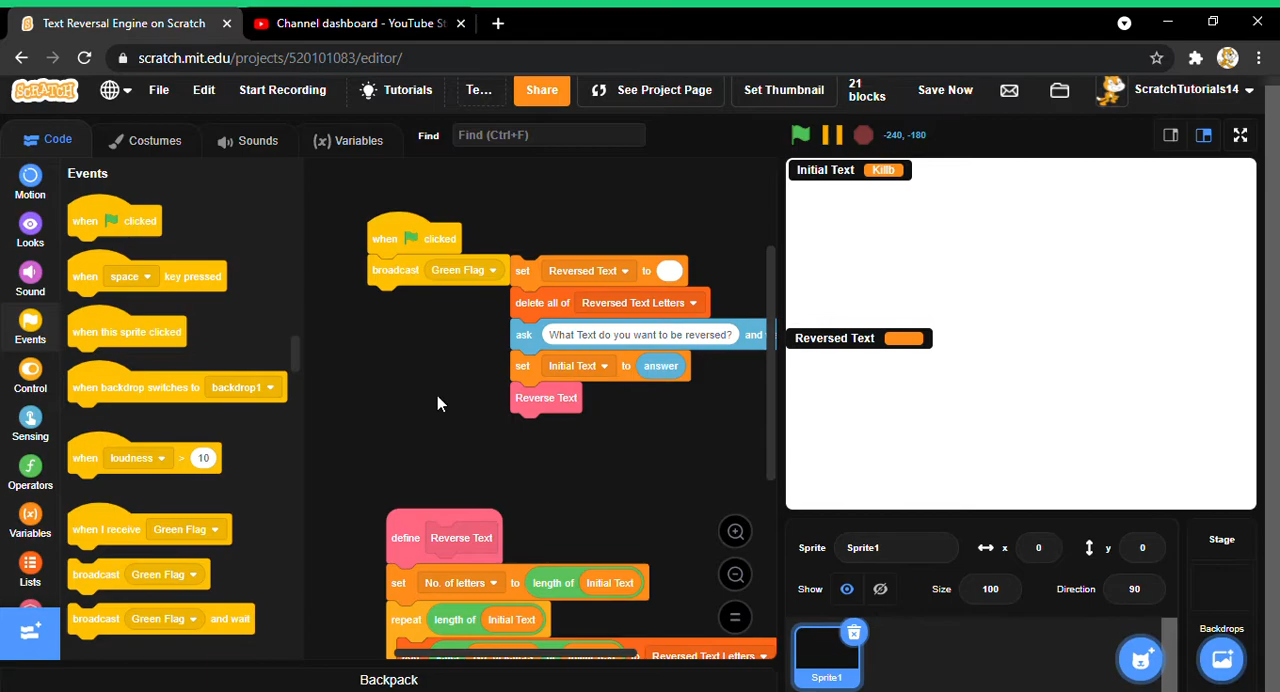 Text Reversal Engine on Scratch
Channel dashboard - YouTube St
scratch.mit.edu/projects/520101083/editor/
SCRATCH
File
Edit
Start Recording
Tutorials
Te...
Share
See Project Page
Set Thumbnail
21 blocks
Save Now
ScratchTutorials14
Code
Costumes
Sounds
Variables
Find
Find (Ctrl+F)
-240, -180
Motion
Looks
Sound
Events
Control
Sensing
Operators
Variables
Lists
Events
when clicked
when space key pressed
when this sprite clicked
when backdrop switches to backdrop1
when loudness > 10
when I receive Green Flag
broadcast Green Flag
broadcast Green Flag and wait
when clicked
broadcast Green Flag
set Reversed Text to
delete all of Reversed Text Letters
ask What Text do you want to be reversed? and
set Initial Text to answer
Reverse Text
define Reverse Text
set No. of letters to length of Initial Text
repeat length of Initial Text
Reversed Text Letters
Backpack
Initial Text Killb
Reversed Text
Sprite Sprite1
x 0
y 0
Show
Size 100
Direction 90
Sprite1
Stage
Backdrops